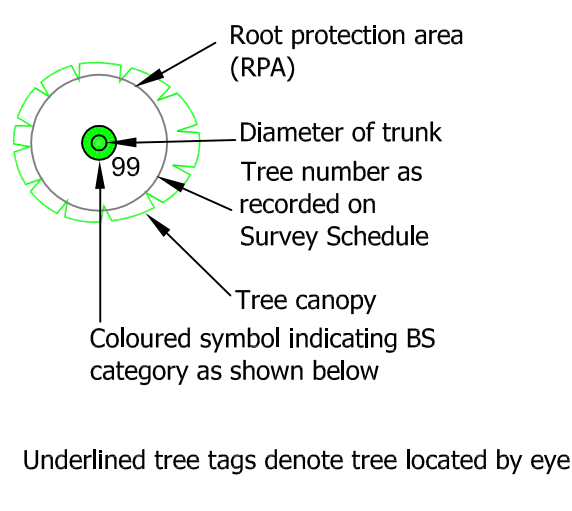 Root protection area
(RPA)
Diameter of trunk
99
Tree number as
recorded on
Survey Schedule
Tree canopy
Coloured symbol indicating BS
category as shown below
Underlined tree tags denote tree located by eye